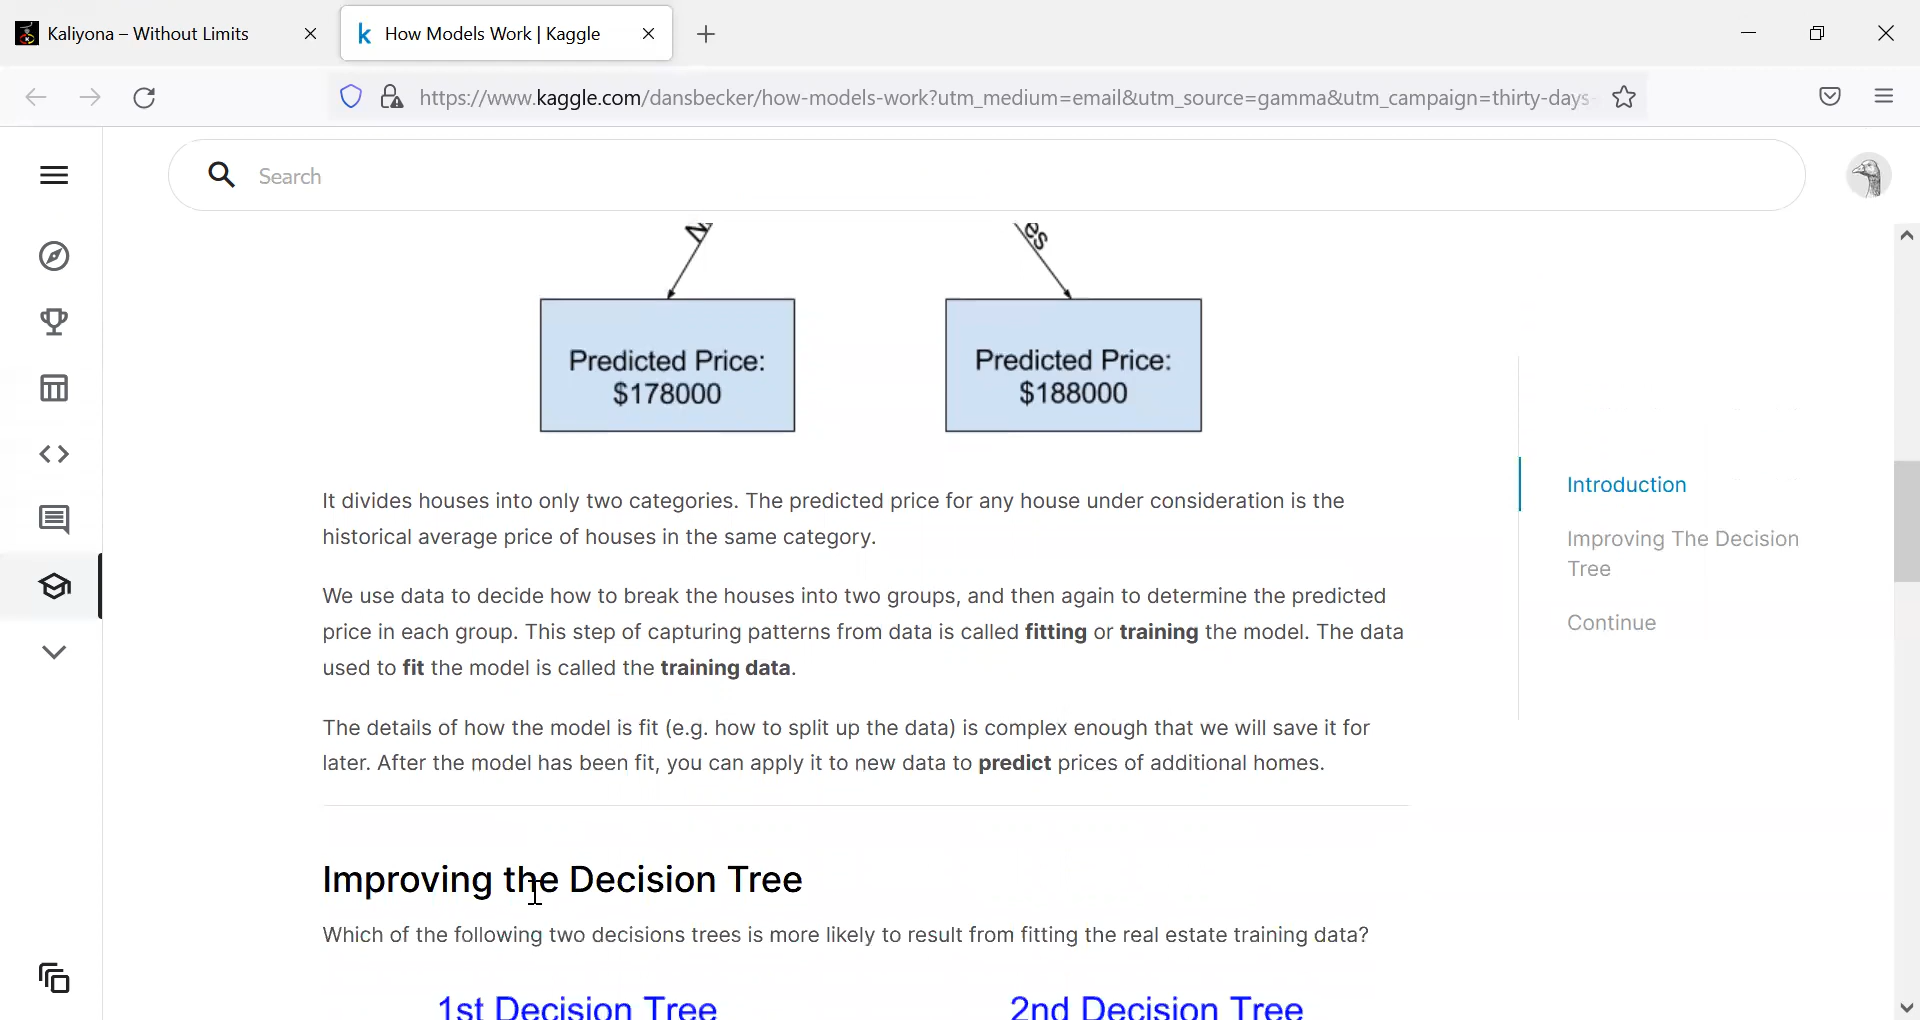 Kaliyona – Without Limits
How Models Work | Kaggle
https://www.kaggle.com/dansbecker/how-models-work?utm_medium=email&utm_source=gamma&utm_campaign=thirty-days-
Search
N
es
Predicted Price:
$178000
Predicted Price:
$188000
It divides houses into only two categories. The predicted price for any house under consideration is the
historical average price of houses in the same category.
We use data to decide how to break the houses into two groups, and then again to determine the predicted
price in each group. This step of capturing patterns from data is called fitting or training the model. The data
used to fit the model is called the training data.
The details of how the model is fit (e.g. how to split up the data) is complex enough that we will save it for
later. After the model has been fit, you can apply it to new data to predict prices of additional homes.
Improving the Decision Tree
Which of the following two decisions trees is more likely to result from fitting the real estate training data?
1st Decision Tree
2nd Decision Tree
Introduction
Improving The Decision
Tree
Continue